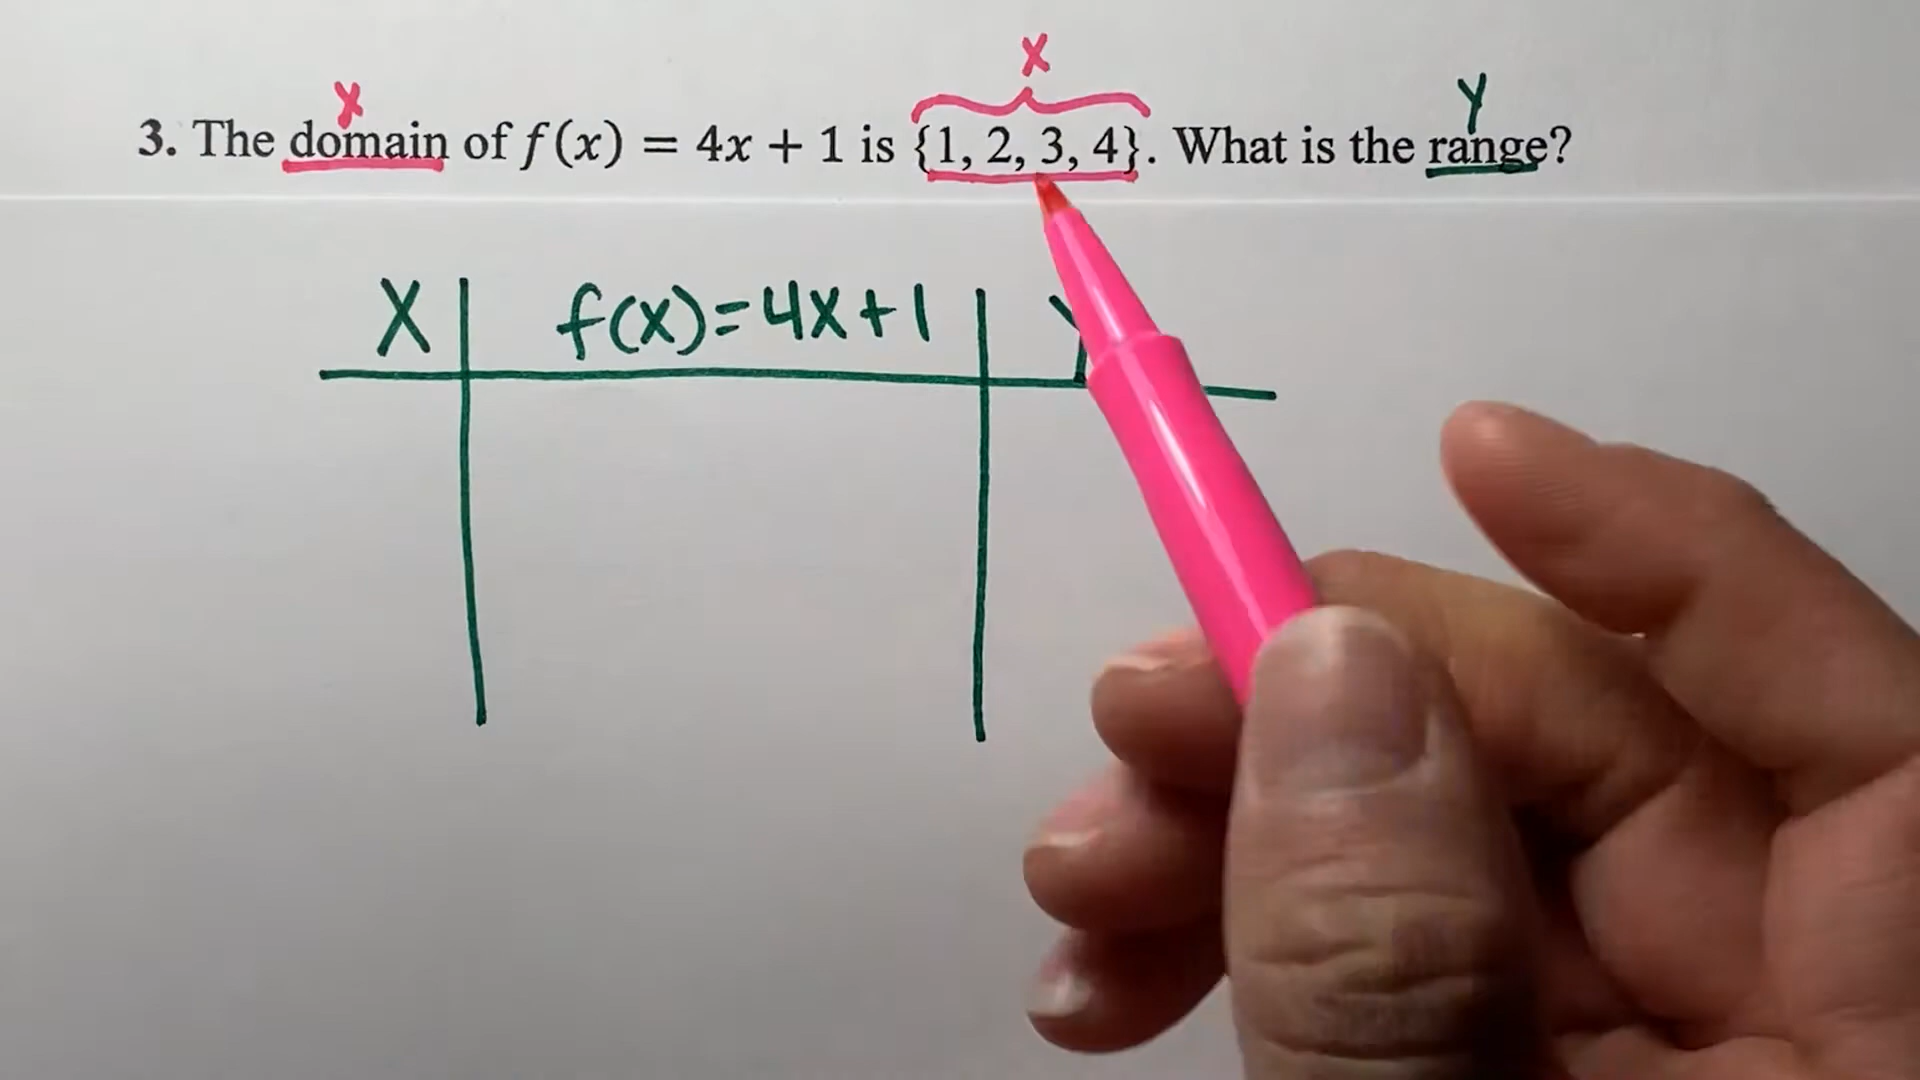 X
X
Y
3. The domain of f(x) = 4x + 1 is {1, 2, 3, 4}. What is the range?
X f(x)=4x+1